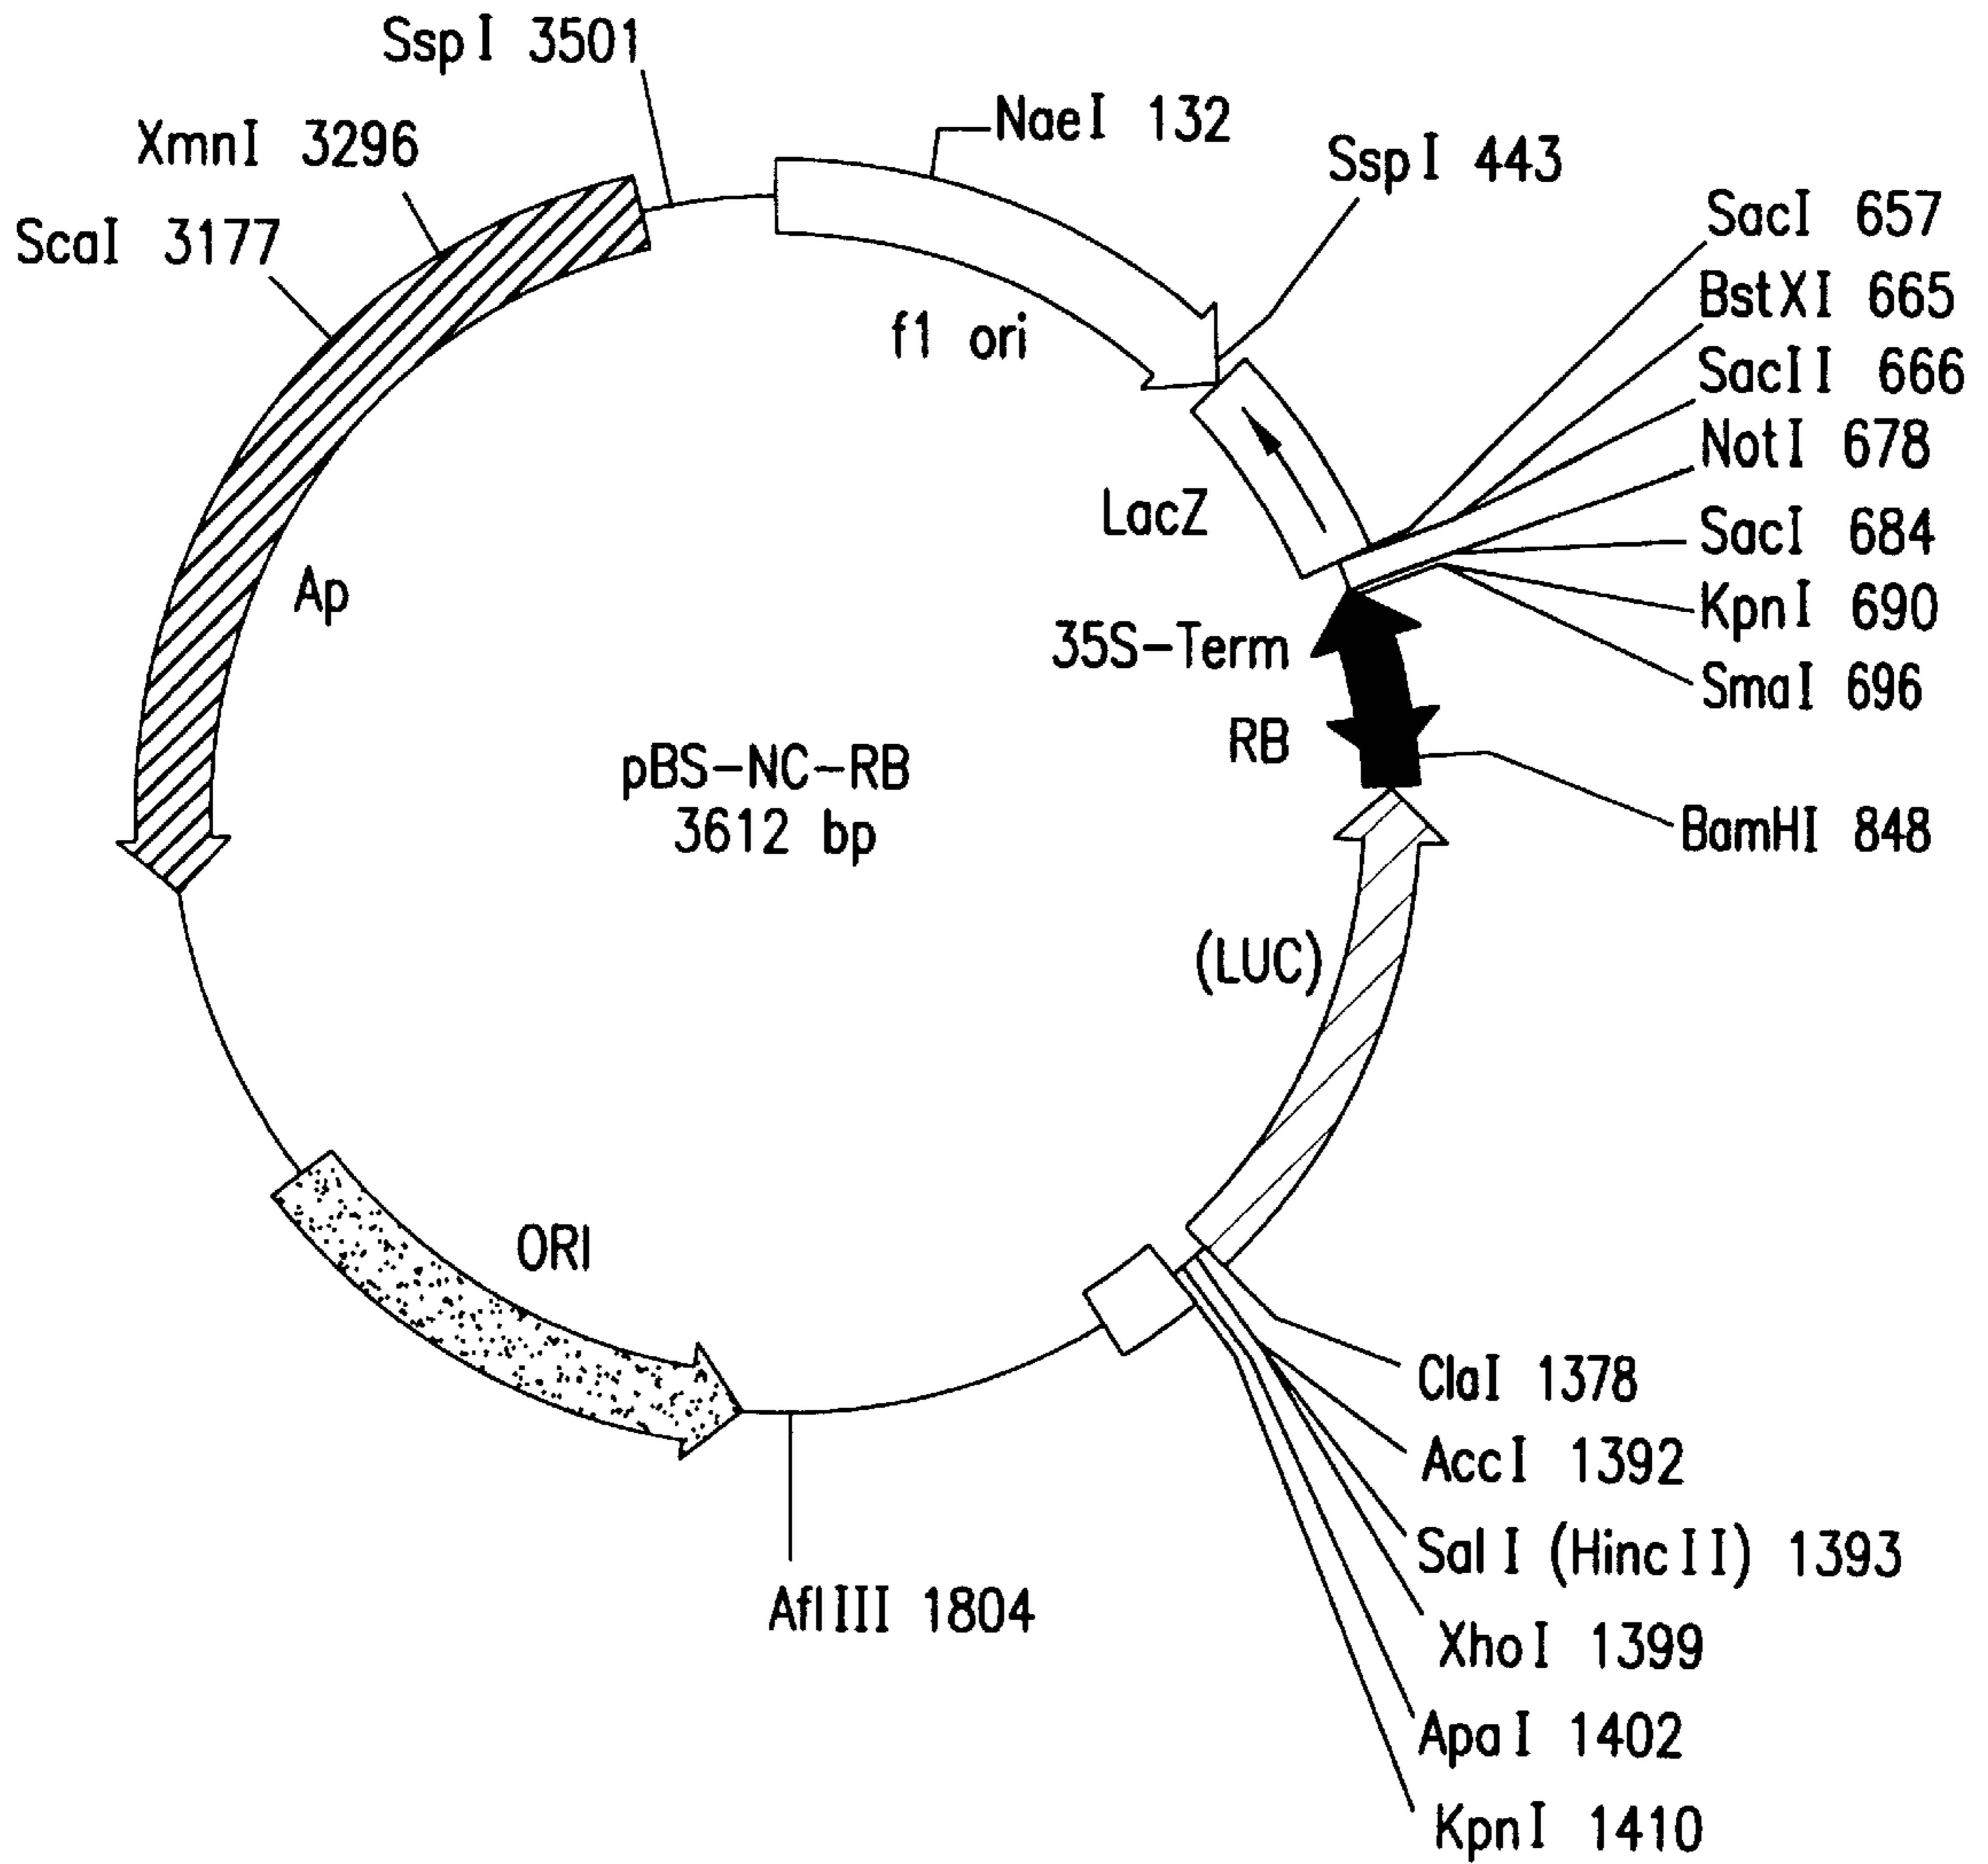 SspI 3501
NaeI 132
XmnI 3296
SspI 443
ScaI 3177
SacI 657
BstXI 665
SacII 666
NotI 678
SacI 684
KpnI 690
SmaI 696
f1 ori
LacZ
Ap
35S-Term
RB
pBS-NC-RB
3612 bp
BamHI 848
(LUC)
ORI
ClaI 1378
AccI 1392
SalI (HincII) 1393
XhoI 1399
ApaI 1402
KpnI 1410
AflIII 1804